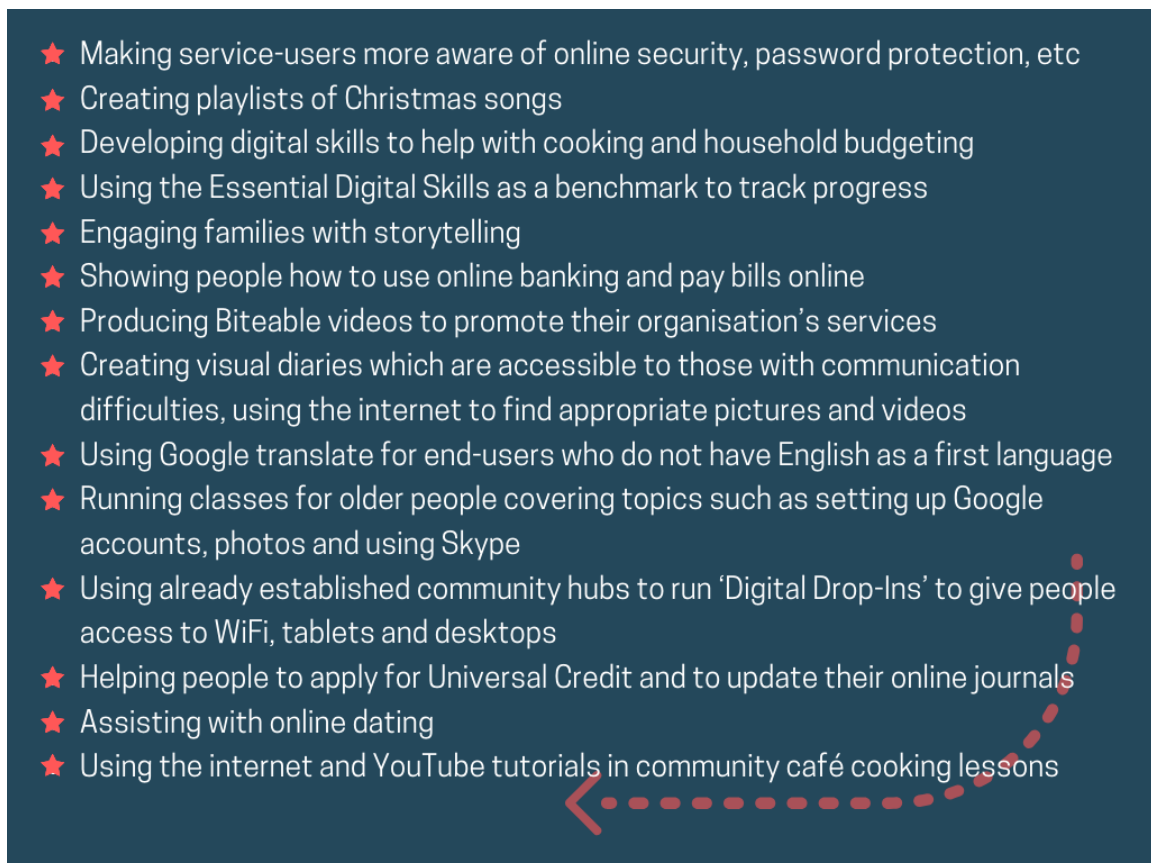 Making service-users more aware of online security, password protection, etc
Creating playlists of Christmas songs
Developing digital skills to help with cooking and household budgeting
Using the Essential Digital Skills as a benchmark to track progress
Engaging families with storytelling
Showing people how to use online banking and pay bills online
Producing Biteable videos to promote their organisation’s services
Creating visual diaries which are accessible to those with communication
difficulties, using the internet to find appropriate pictures and videos
Using Google translate for end-users who do not have English as a first language
Running classes for older people covering topics such as setting up Google
accounts, photos and using Skype
Using already established community hubs to run ‘Digital Drop-Ins’ to give people
access to WiFi, tablets and desktops
Helping people to apply for Universal Credit and to update their online journals
Assisting with online dating
Using the internet and YouTube tutorials in community café cooking lessons